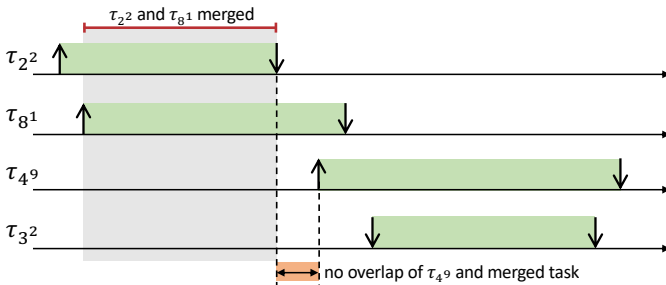 τ₂² and τ₈¹ merged
τ₂²
τ₈¹
τ₄⁹
τ₃²
no overlap of τ₄⁹ and merged task